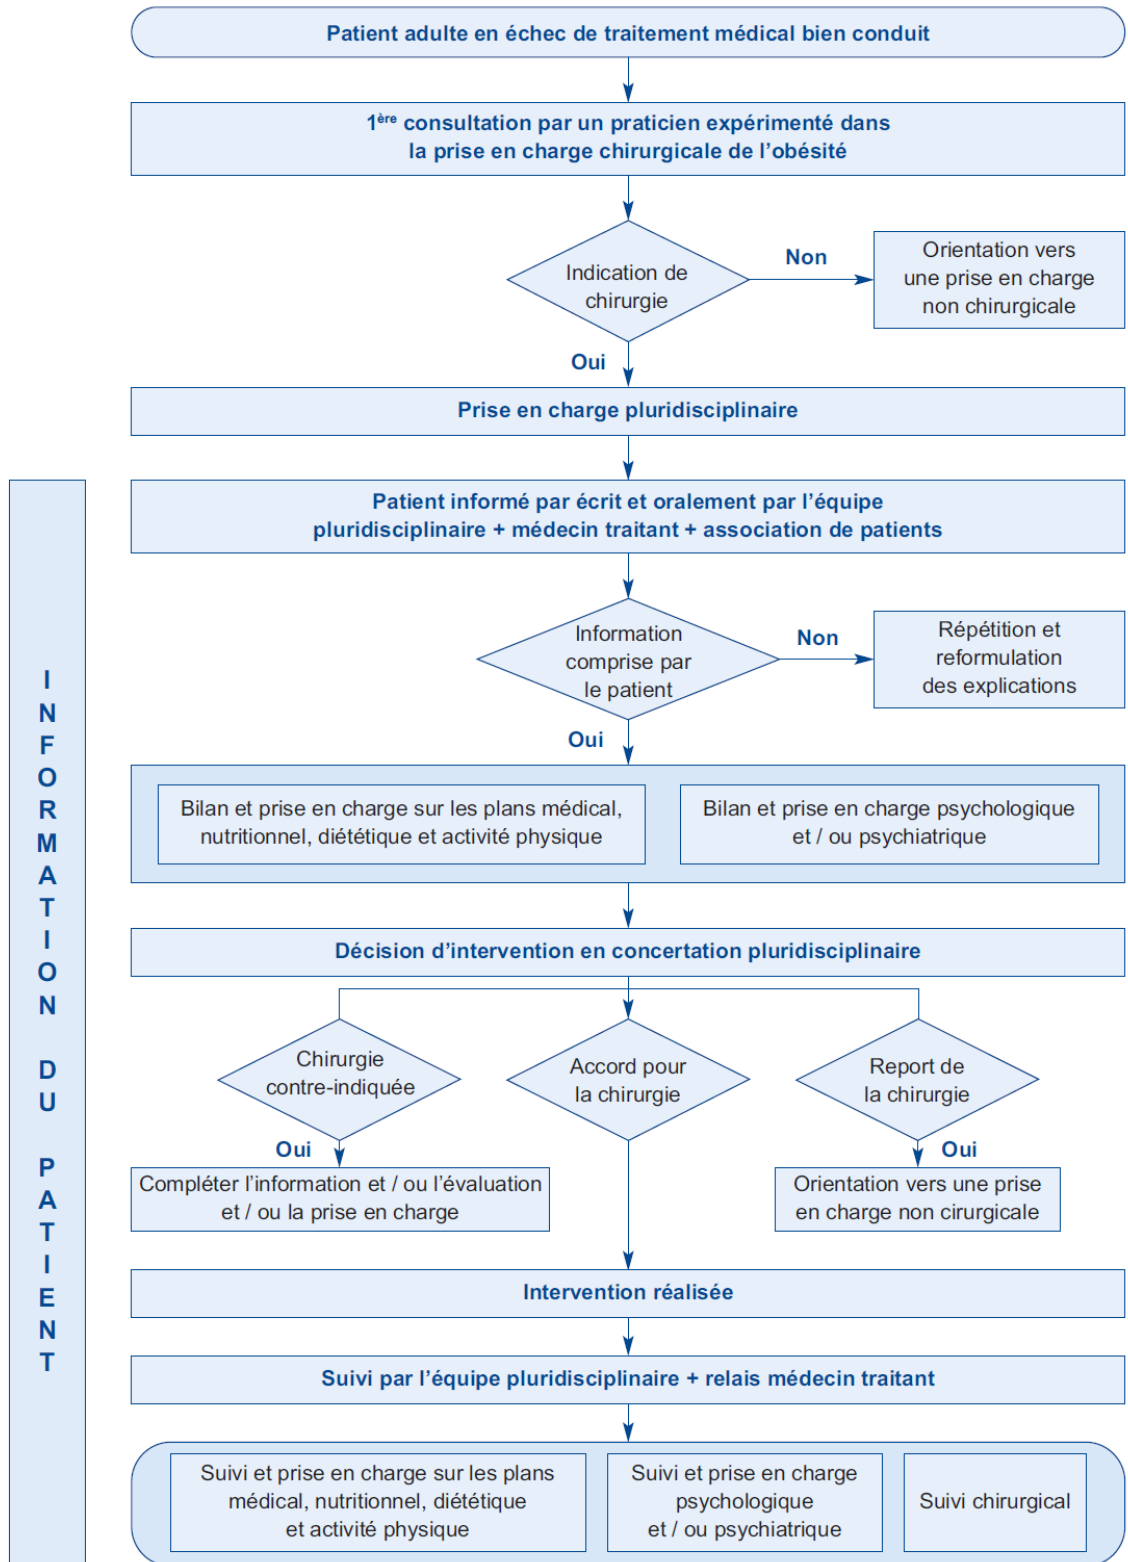 Patient adulte en échec de traitement médical bien conduit
1ère consultation par un praticien expérimenté dans
la prise en charge chirurgicale de l'obésité
Indication de
chirurgie
Non
Orientation vers
une prise en charge
non chirurgicale
Oui
Prise en charge pluridisciplinaire
INFORMATION DU PATIENT
Patient informé par écrit et oralement par l'équipe
pluridisciplinaire + médecin traitant + association de patients
Information
comprise par
le patient
Non
Répétition et
reformulation
des explications
Oui
Bilan et prise en charge sur les plans médical,
nutritionnel, diététique et activité physique
Bilan et prise en charge psychologique
et / ou psychiatrique
Décision d'intervention en concertation pluridisciplinaire
Chirurgie
contre-indiquée
Accord pour
la chirurgie
Report de
la chirurgie
Oui
Oui
Compléter l'information et / ou l'évaluation
et / ou la prise en charge
Orientation vers une prise
en charge non cirurgicale
Intervention réalisée
Suivi par l'équipe pluridisciplinaire + relais médecin traitant
Suivi et prise en charge sur les plans
médical, nutritionnel, diététique
et activité physique
Suivi et prise en charge
psychologique
et / ou psychiatrique
Suivi chirurgical